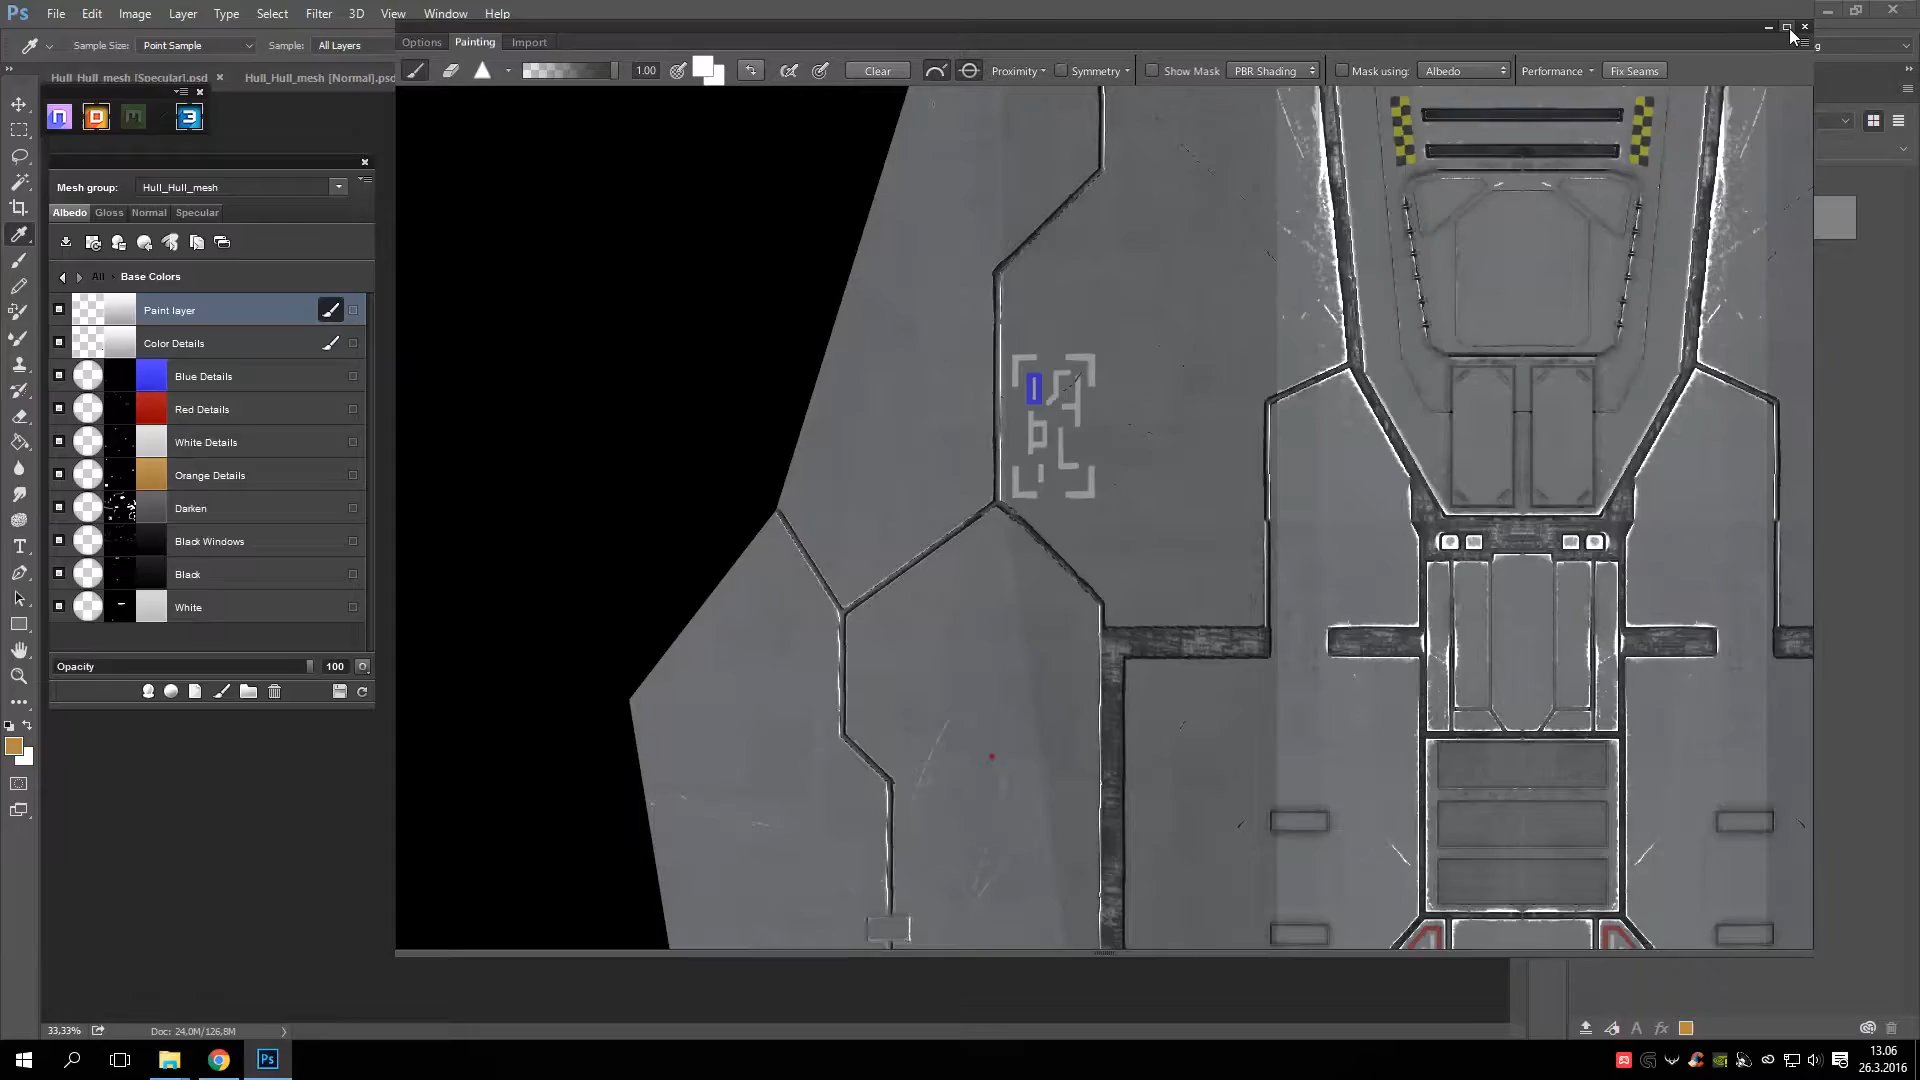 Ps File Edit Image Layer Type Select Filter 3D View Window Help
Sample Size: Point Sample Sample: All Layers
Options Painting Import
1.00 Clear Proximity Symmetry Show Mask PBR Shading Mask using: Albedo Performance Fix Seams
Hull_Hull_mesh [Specular].psd Hull_Hull_mesh [Normal].psd
n D m 3
Mesh group: Hull_Hull_mesh
Albedo Gloss Normal Specular
All Base Colors
Paint layer
Color Details
Blue Details
Red Details
White Details
Orange Details
Darken
Black Windows
Black
White
Opacity 100
33,33% Doc: 24,0M/126,8M
13.06
26.3.2016